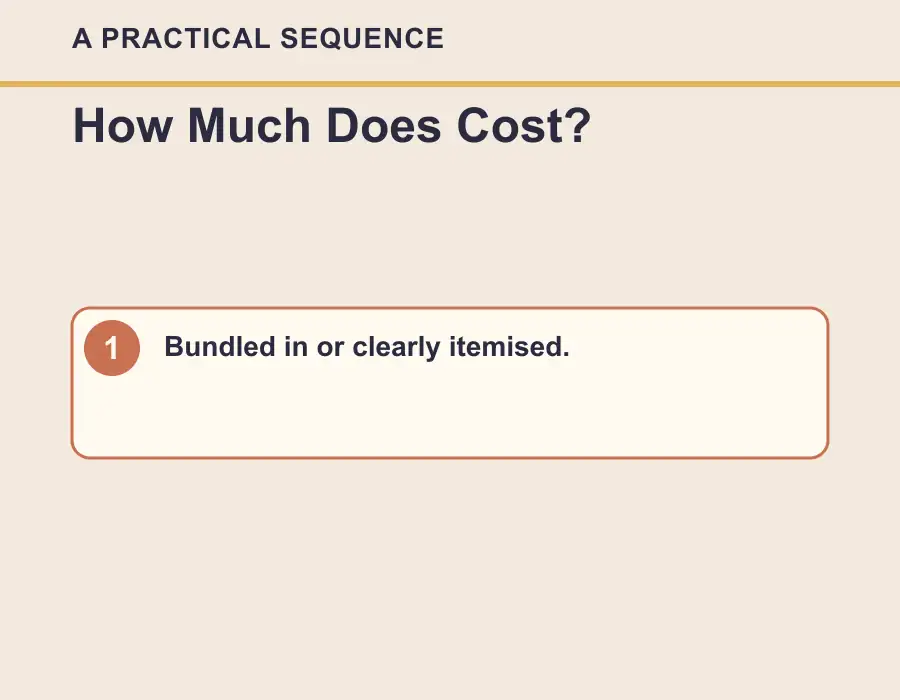 A PRACTICAL SEQUENCE
How Much Does Cost?
1 Bundled in or clearly itemised.